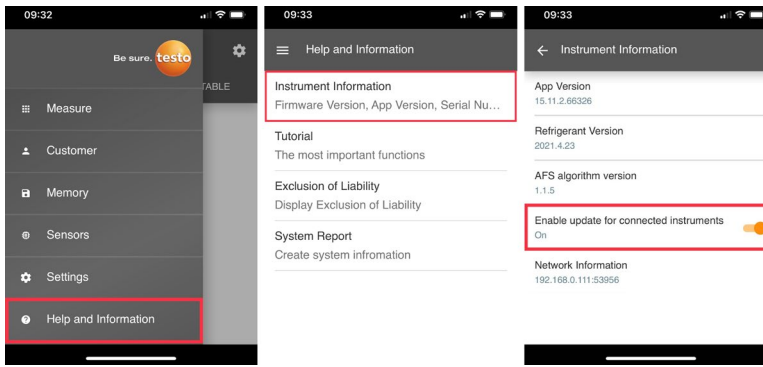 09:32
Be sure. testo
TABLE
Measure
Customer
Memory
Sensors
Settings
Help and Information
09:33
Help and Information
Instrument Information
Firmware Version, App Version, Serial Nu...
Tutorial
The most important functions
Exclusion of Liability
Display Exclusion of Liability
System Report
Create system infromation
09:33
Instrument Information
App Version
15.11.2.66326
Refrigerant Version
2021.4.23
AFS algorithm version
1.1.5
Enable update for connected instruments
On
Network Information
192.168.0.111:53956